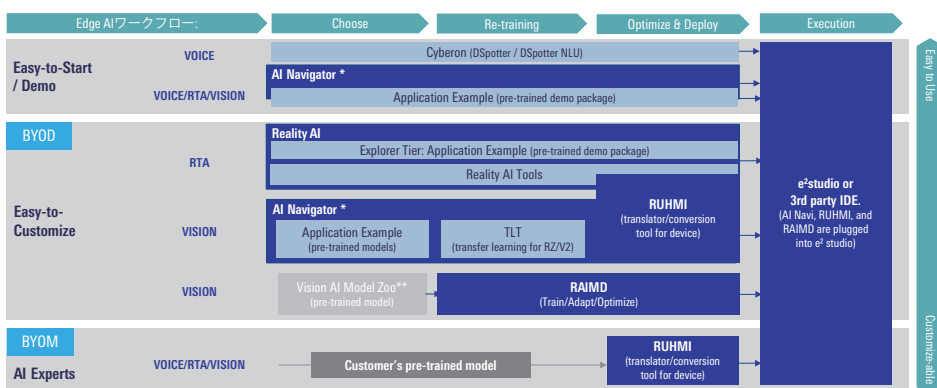 Edge AIワークフロー:
Choose
Re-training
Optimize & Deploy
Execution
Easy-to-Start
/ Demo
VOICE
Cyberon (DSpotter / DSpotter NLU)
AI Navigator *
VOICE/RTA/VISION
Application Example (pre-trained demo package)
BYOD
Easy-to-
Customize
RTA
Reality AI
Explorer Tier: Application Example (pre-trained demo package)
Reality AI Tools
VISION
AI Navigator *
Application Example
(pre-trained models)
TLT
(transfer learning for RZ/V2)
RUHMI
(translator/conversion
tool for device)
VISION
Vision AI Model Zoo**
(pre-trained model)
RAIMD
(Train/Adapt/Optimize)
BYOM
AI Experts
VOICE/RTA/VISION
Customer's pre-trained model
RUHMI
(translator/conversion
tool for device)
e²studio or
3rd party IDE.
(AI Navi, RUHMI, and
RAIMD are plugged
into e² studio)
Easy to Use
Customize-able